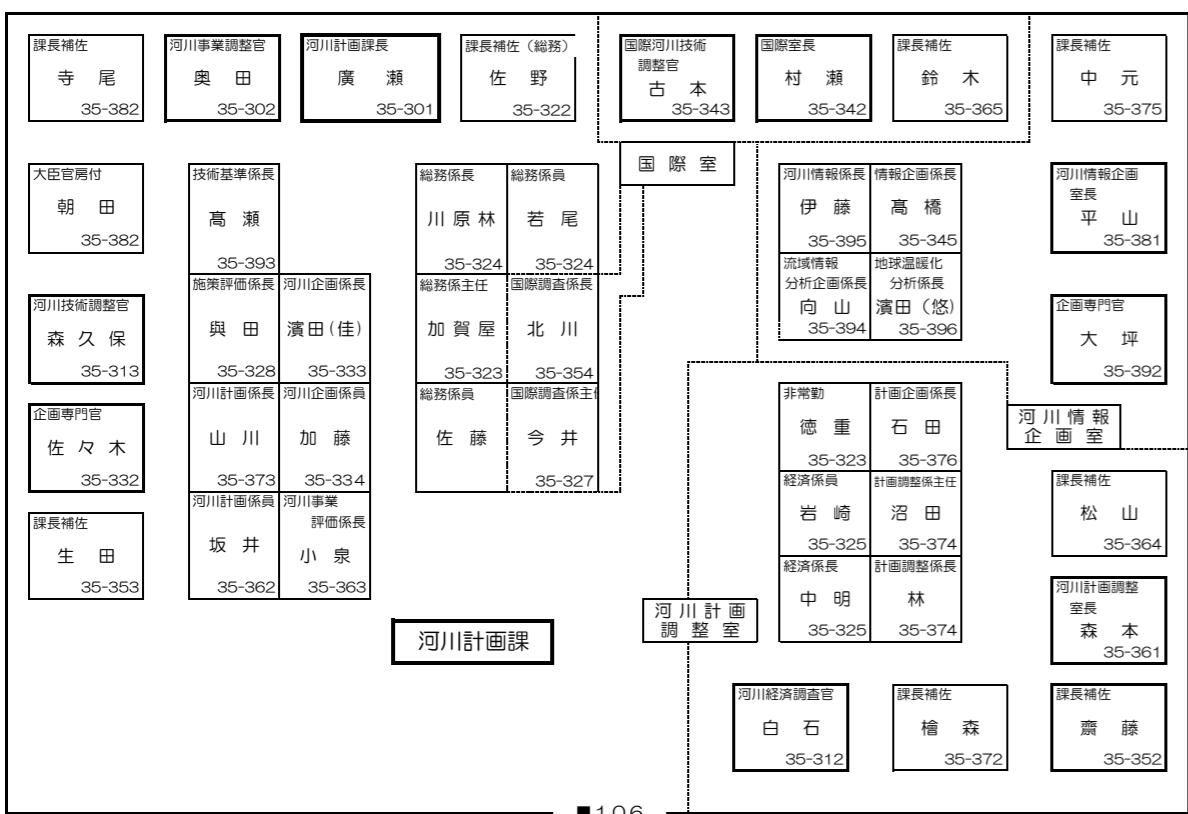 課長補佐
寺 尾
35-382
河川事業調整官
奥 田
35-302
河川計画課長
廣 瀬
35-301
課長補佐（総務）
佐 野
35-322
国際河川技術
調整官
古 本
35-343
国際室長
村 瀬
35-342
課長補佐
鈴 木
35-365
課長補佐
中 元
35-375
国 際 室
大臣官房付
朝 田
35-382
技術基準係長
髙 瀬
35-393
総務係長
川 原 林
35-324
総務係員
若 尾
35-324
河川情報係長
伊 藤
35-395
情報企画係長
髙 橋
35-345
河川情報企画
室長
平 山
35-381
流域情報
分析企画係長
向 山
35-394
地球温暖化
分析係長
濱田（悠）
35-396
河川技術調整官
森 久 保
35-313
施策評価係長
與 田
35-328
河川企画係長
濱田(佳)
35-333
総務係主任
加 賀 屋
35-323
国際調査係長
北 川
35-354
企画専門官
大 坪
35-392
企画専門官
佐 々 木
35-332
河川計画係長
山 川
35-373
河川企画係員
加 藤
35-334
総務係員
佐 藤
国際調査係主
今 井
35-327
非常勤
徳 重
35-323
計画企画係長
石 田
35-376
河 川 情 報
企 画 室
課長補佐
生 田
35-353
河川計画係員
坂 井
35-362
河川事業
評価係長
小 泉
35-363
経済係員
岩 崎
35-325
計画調整係主任
沼 田
35-374
課長補佐
松 山
35-364
経済係長
中 明
35-325
計画調整係長
林
35-374
河川計画調整
室長
森 本
35-361
河 川 計 画
調 整 室
河川計画課
河川経済調査官
白 石
35-312
課長補佐
檜 森
35-372
課長補佐
齋 藤
35-352
■106